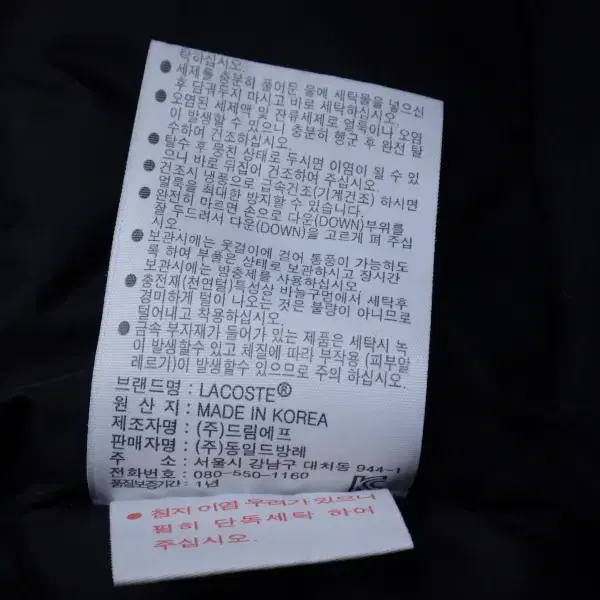 탁하십시오.
● 세제를 충분히 풀어둔 물에 세탁물을 넣으신
후 담궈두지 마시고 바로 세탁하십시오.
● 오염된 세제액 및 잔류세제로 얼룩이나 오염
이 발생할 수 있으니 충분히 헹군 후 완전 탈
수하여 건조하십시오.
● 탈수 후 뭉친 상태로 두시면 이염이 될 수 있
으니 바로 뒤집어 건조하여 주십시오.
● 건조시 냉풍으로 급속건조(기계건조) 하시면
얼룩을 최대한 방지할 수 있습니다.
● 완전히 마르면 손으로 다운(DOWN)부위를
잘 두드려서 다운(DOWN)을 고르게 펴 주십
시오.
● 보관시에는 옷걸이에 걸어 통풍이 가능하도
록 하여 부풀은 상태로 보관하시고 장시간
보관시에는 방충제를 사용하십시오.
● 충전재(천연털)특성상 바늘구멍에서 세탁후
경미하게 털이 나오는 것은 불량이 아니므로
털어내고 착용하십시오.
● 금속 부자재가 들어가 있는 제품은 세탁시 녹
이 발생할수 있고 체질에 따라 부작용 (피부알
레르기)이 발생할수 있으므로 주의 하십시오.
브랜드명 : LACOSTE®
원 산 지 : MADE IN KOREA
제조자명 : (주)드림에프
판매자명 : (주)동일드방레
주 소 : 서울시 강남구 대치동 944-1
전화번호 : 080-550-1160
품질보증기간 : 1년
● 침지 이염 우려가 있으니
필히 단독세탁 하여
주십시오.